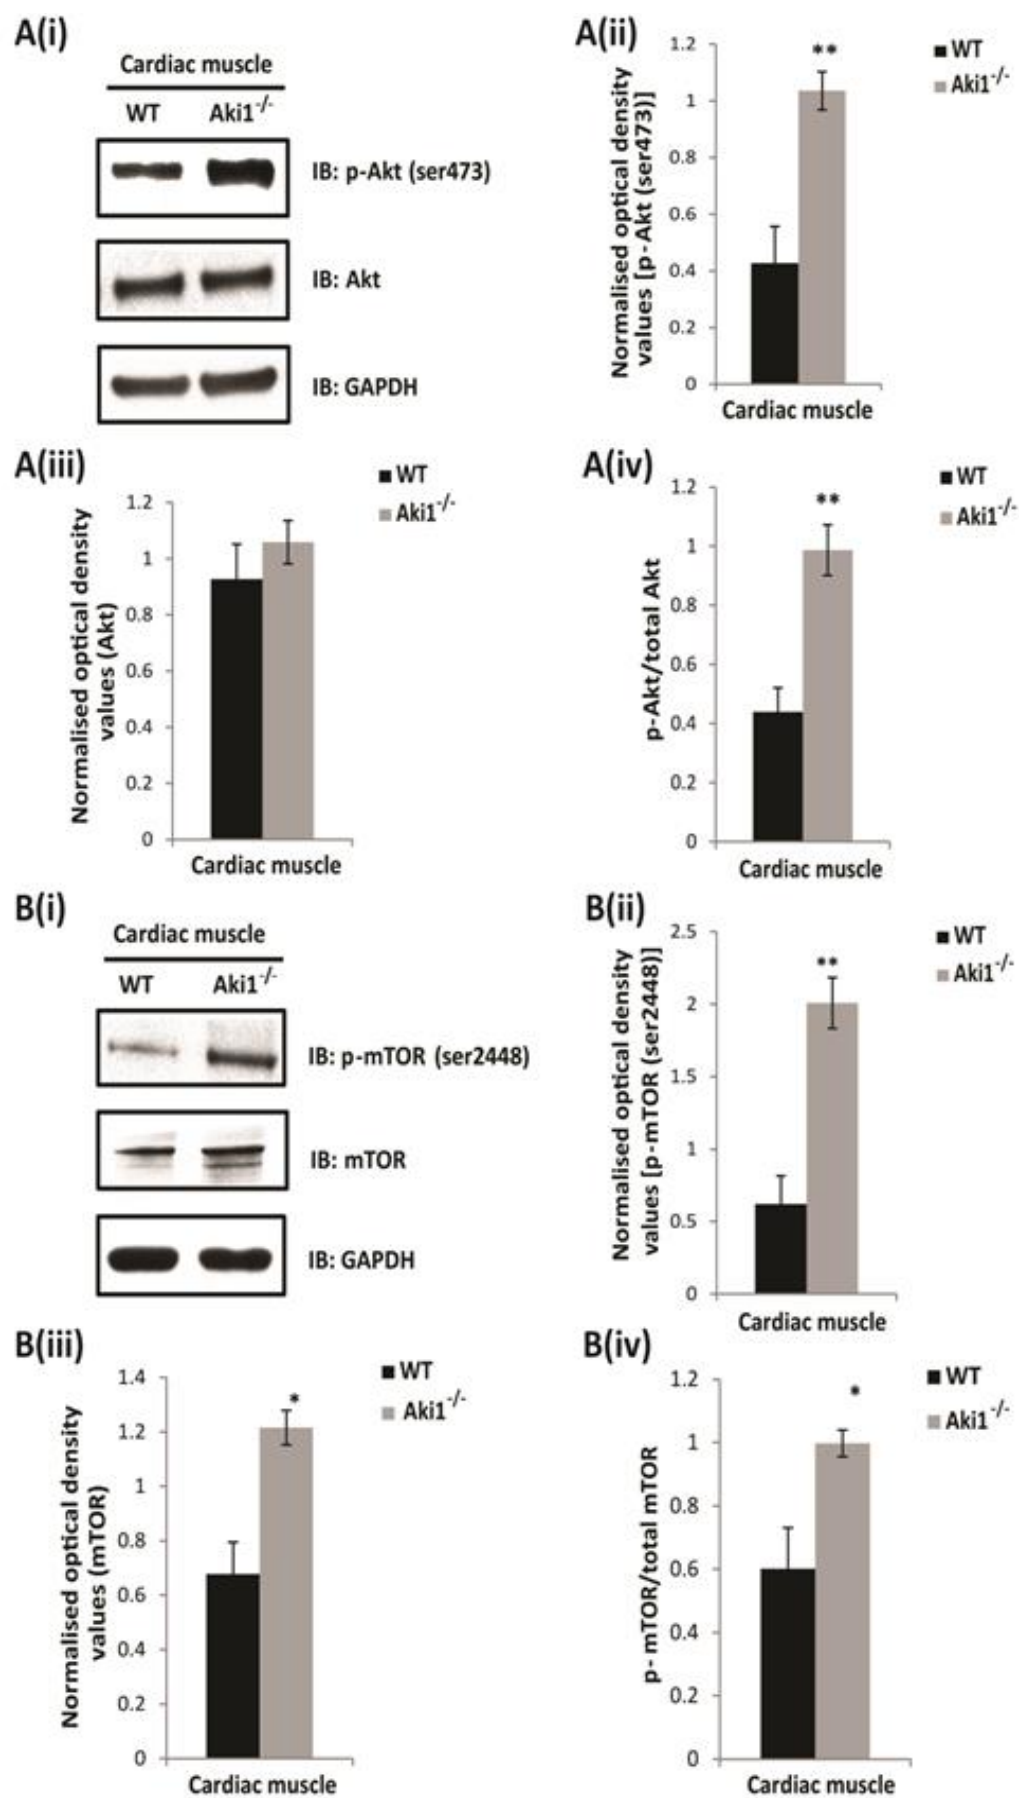 A(i)
Cardiac muscle
WT Aki1-/-
IB: p-Akt (ser473)
IB: Akt
IB: GAPDH
A(ii)
Normalised optical density
values [p-Akt (ser473)]
1.2
1
0.8
0.6
0.4
0.2
0
**
WT
Aki1-/-
Cardiac muscle
A(iii)
Normalised optical density
values (Akt)
1.2
1
0.8
0.6
0.4
0.2
0
WT
Aki1-/-
Cardiac muscle
A(iv)
p-Akt/total Akt
1.2
1
0.8
0.6
0.4
0.2
0
**
WT
Aki1-/-
Cardiac muscle
B(i)
Cardiac muscle
WT Aki1-/-
IB: p-mTOR (ser2448)
IB: mTOR
IB: GAPDH
B(ii)
Normalised optical density
values [p-mTOR (ser2448)]
2.5
2
1.5
1
0.5
0
**
WT
Aki1-/-
Cardiac muscle
B(iii)
Normalised optical density
values (mTOR)
1.4
1.2
1
0.8
0.6
0.4
0.2
0
*
WT
Aki1-/-
Cardiac muscle
B(iv)
p- mTOR/total mTOR
1.2
1
0.8
0.6
0.4
0.2
0
*
WT
Aki1-/-
Cardiac muscle